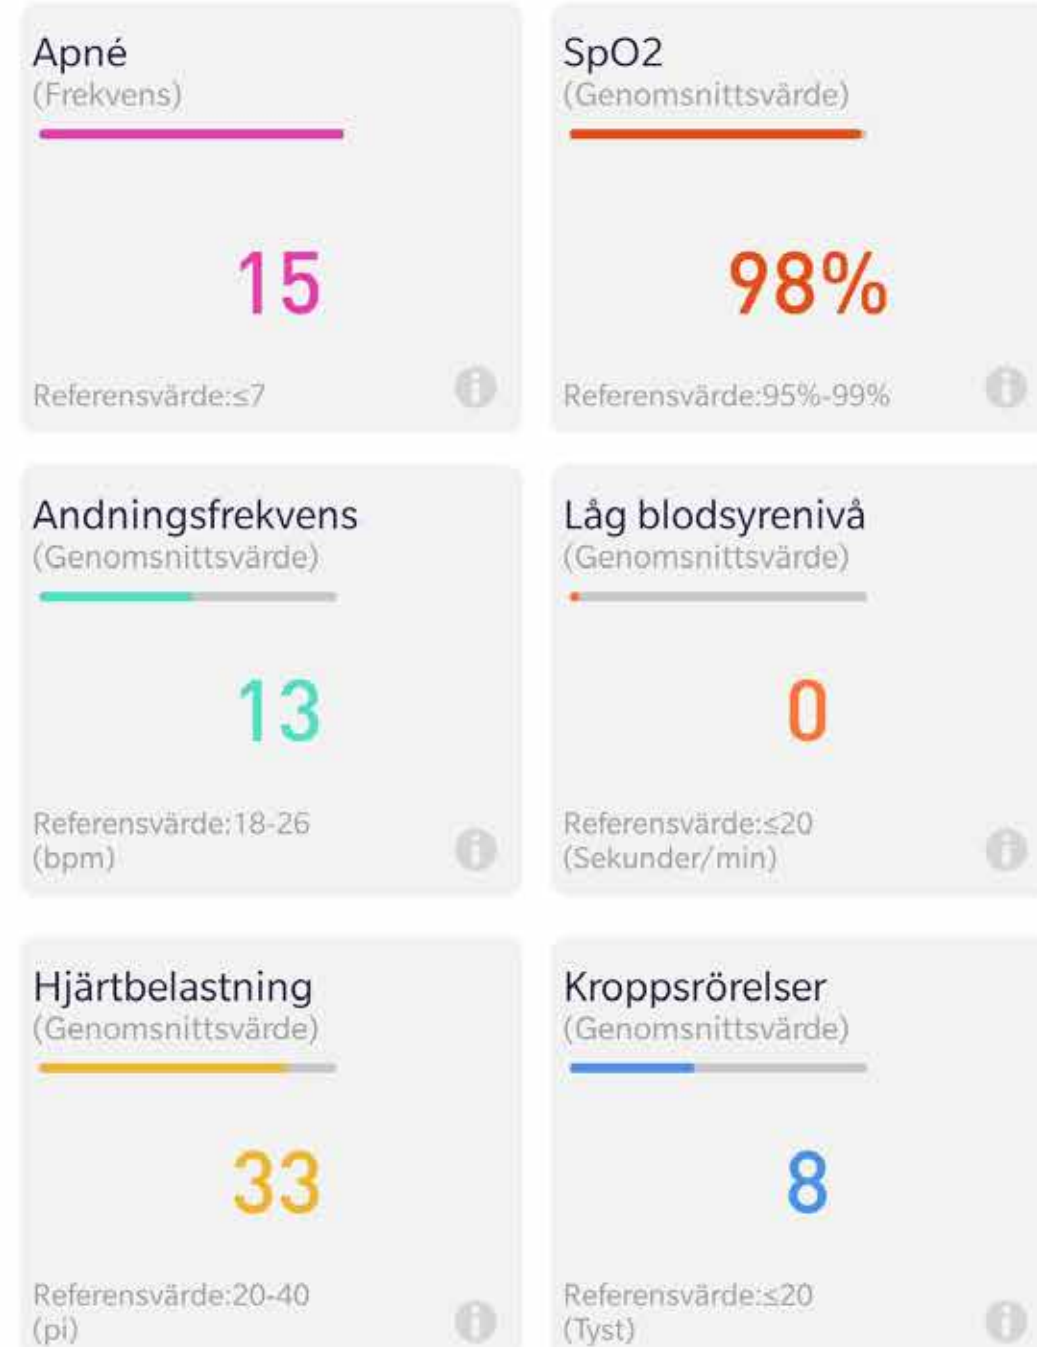 Apné
(Frekvens)
15
Referensvärde:≤7
SpO2
(Genomsnittsvärde)
98%
Referensvärde:95%-99%
Andningsfrekvens
(Genomsnittsvärde)
13
Referensvärde:18-26
(bpm)
Låg blodsyrenivå
(Genomsnittsvärde)
0
Referensvärde:≤20
(Sekunder/min)
Hjärtbelastning
(Genomsnittsvärde)
33
Referensvärde:20-40
(pi)
Kroppsrörelser
(Genomsnittsvärde)
8
Referensvärde:≤20
(Tyst)